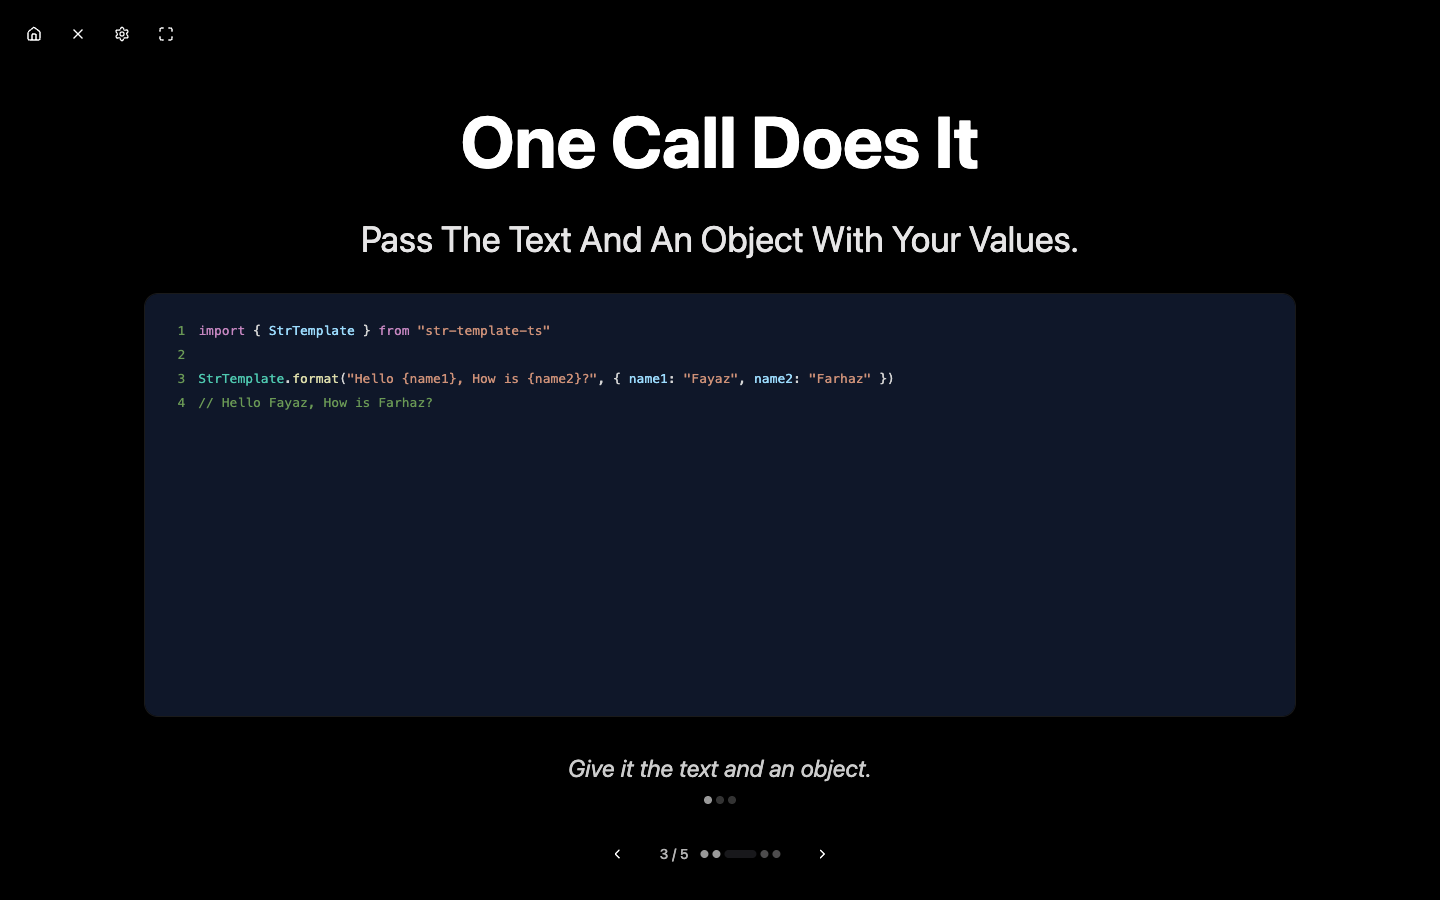 One Call Does It
Pass The Text And An Object With Your Values.
1 import { StrTemplate } from "str-template-ts"
2
3 StrTemplate.format("Hello {name1}, How is {name2}?", { name1: "Fayaz", name2: "Farhaz" })
4 // Hello Fayaz, How is Farhaz?
Give it the text and an object.
3 / 5